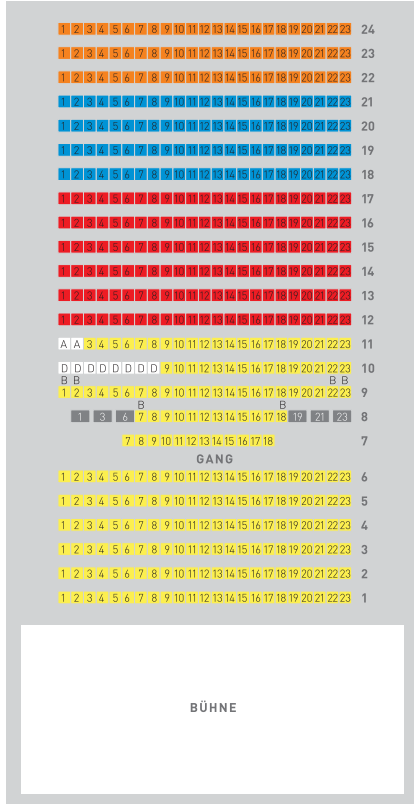 1 2 3 4 5 6 7 8 9 10 11 12 13 14 15 16 17 18 19 20 21 22 23 24
1 2 3 4 5 6 7 8 9 10 11 12 13 14 15 16 17 18 19 20 21 22 23 23
1 2 3 4 5 6 7 8 9 10 11 12 13 14 15 16 17 18 19 20 21 22 23 22
1 2 3 4 5 6 7 8 9 10 11 12 13 14 15 16 17 18 19 20 21 22 23 21
1 2 3 4 5 6 7 8 9 10 11 12 13 14 15 16 17 18 19 20 21 22 23 20
1 2 3 4 5 6 7 8 9 10 11 12 13 14 15 16 17 18 19 20 21 22 23 19
1 2 3 4 5 6 7 8 9 10 11 12 13 14 15 16 17 18 19 20 21 22 23 18
1 2 3 4 5 6 7 8 9 10 11 12 13 14 15 16 17 18 19 20 21 22 23 17
1 2 3 4 5 6 7 8 9 10 11 12 13 14 15 16 17 18 19 20 21 22 23 16
1 2 3 4 5 6 7 8 9 10 11 12 13 14 15 16 17 18 19 20 21 22 23 15
1 2 3 4 5 6 7 8 9 10 11 12 13 14 15 16 17 18 19 20 21 22 23 14
1 2 3 4 5 6 7 8 9 10 11 12 13 14 15 16 17 18 19 20 21 22 23 13
1 2 3 4 5 6 7 8 9 10 11 12 13 14 15 16 17 18 19 20 21 22 23 12
A A 3 4 5 6 7 8 9 10 11 12 13 14 15 16 17 18 19 20 21 22 23 11
D D D D D D D D 9 10 11 12 13 14 15 16 17 18 19 20 21 22 23 10
B B B B
1 2 3 4 5 6 7 8 9 10 11 12 13 14 15 16 17 18 19 20 21 22 23 9
B B
1 3 6 7 8 9 10 11 12 13 14 15 16 17 18 19 21 23 8
7 8 9 10 11 12 13 14 15 16 17 18 7
GANG
1 2 3 4 5 6 7 8 9 10 11 12 13 14 15 16 17 18 19 20 21 22 23 6
1 2 3 4 5 6 7 8 9 10 11 12 13 14 15 16 17 18 19 20 21 22 23 5
1 2 3 4 5 6 7 8 9 10 11 12 13 14 15 16 17 18 19 20 21 22 23 4
1 2 3 4 5 6 7 8 9 10 11 12 13 14 15 16 17 18 19 20 21 22 23 3
1 2 3 4 5 6 7 8 9 10 11 12 13 14 15 16 17 18 19 20 21 22 23 2
1 2 3 4 5 6 7 8 9 10 11 12 13 14 15 16 17 18 19 20 21 22 23 1
BÜHNE